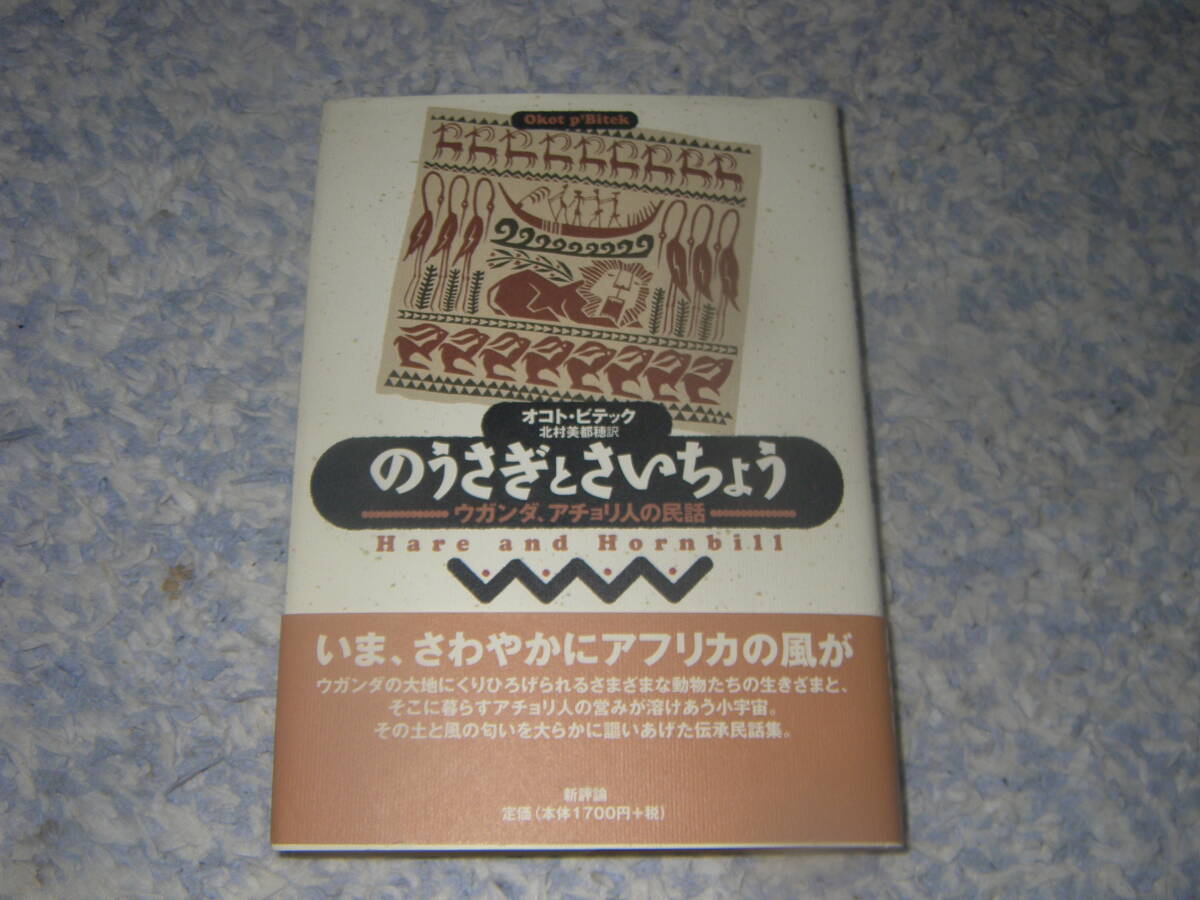 Okot p'Bitek
オコト・ビテック
北村美都穂訳
のうさぎとさいちょう
ウガンダ、アチョリ人の民話
Hare and Hornbill
いま、さわやかにアフリカの風が
ウガンダの大地にくりひろげられるさまざまな動物たちの生きざまと、
そこに暮らすアチョリ人の営みが溶けあう小宇宙。
その土と風の匂いを大らかに謳いあげた伝承民話集。
新評論
定価（本体1700円＋税）